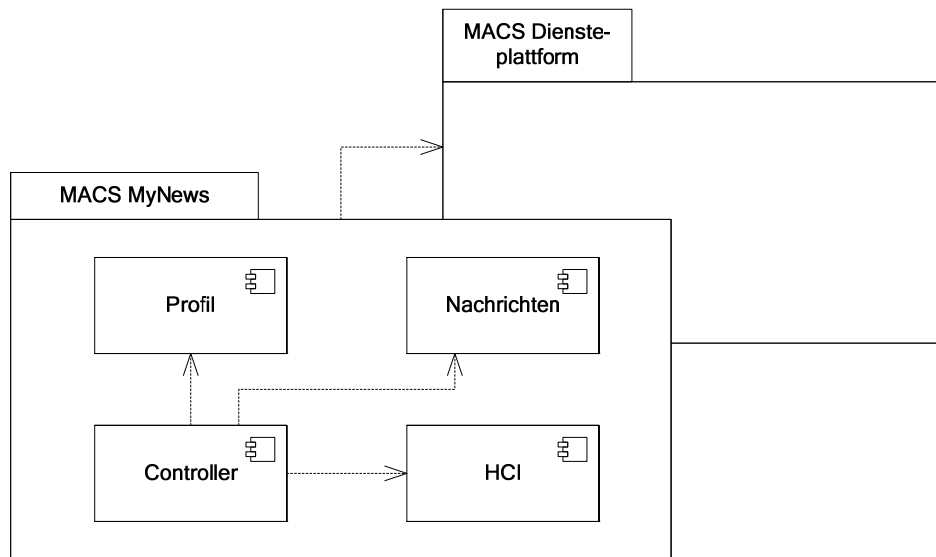 MACS Dienste-
plattform
MACS MyNews
Profil
Nachrichten
Controller
HCI